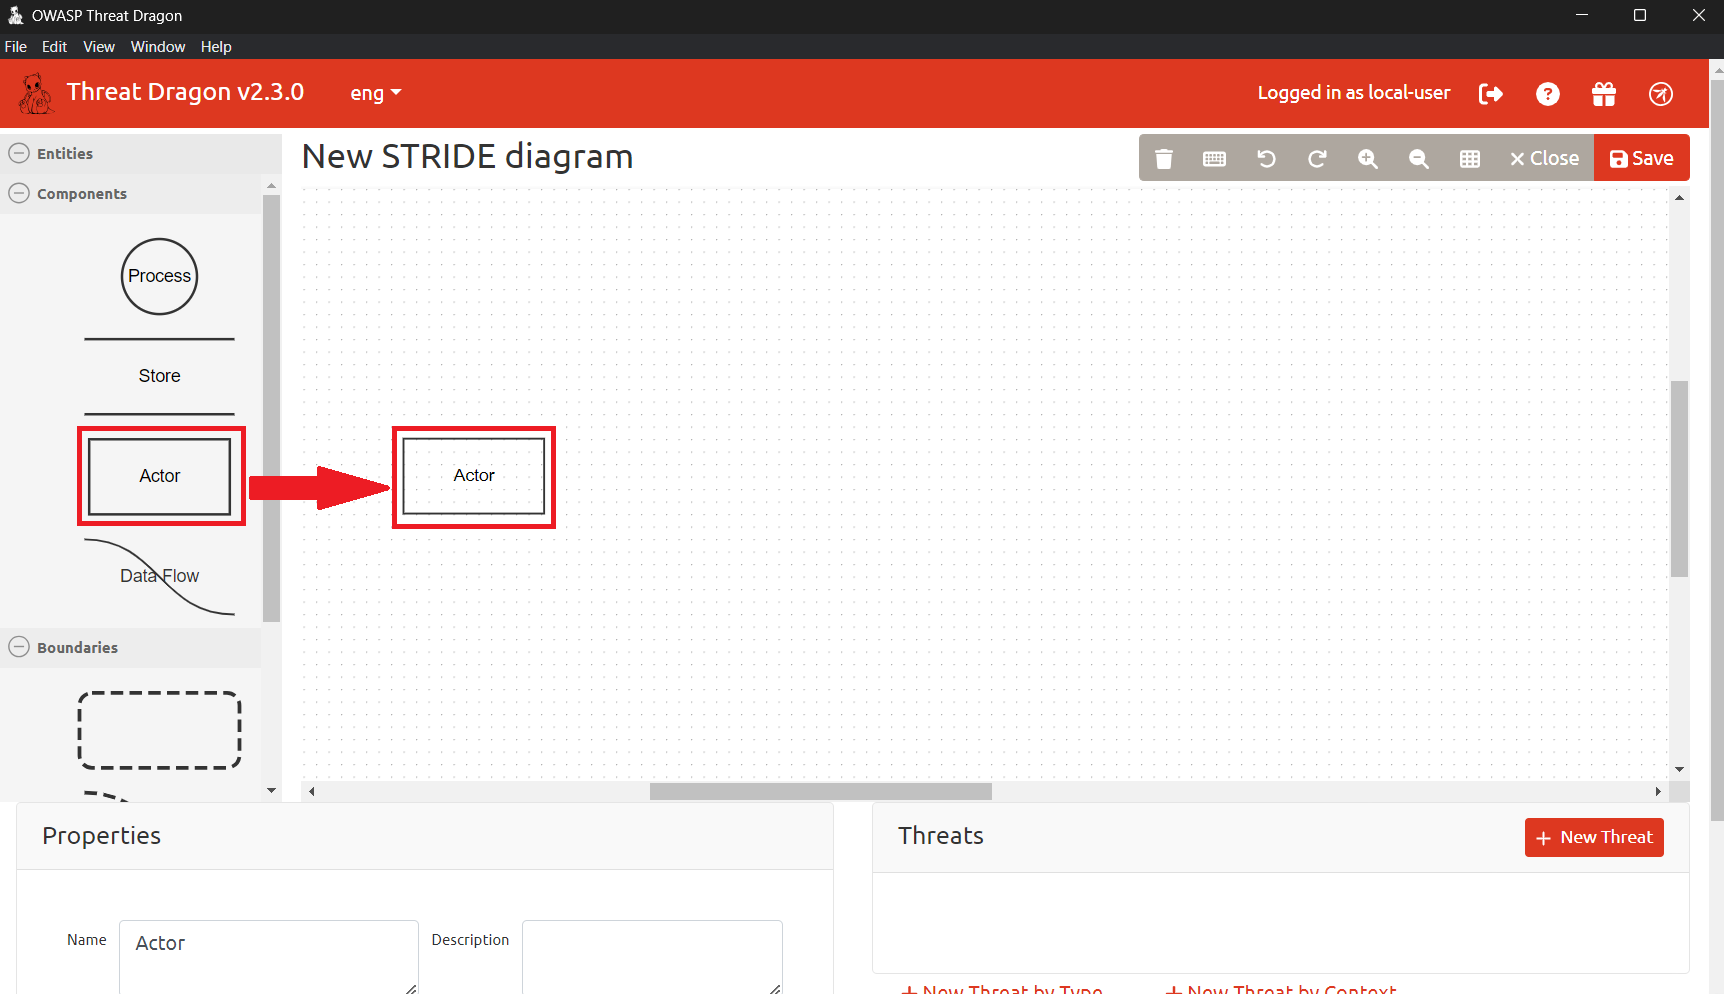 OWASP Threat Dragon
File Edit View Window Help
Threat Dragon v2.3.0 eng Logged in as local-user
Entities
New STRIDE diagram
Close Save
Components
Process
Store
Actor
Actor
Data Flow
Boundaries
Properties
Threats
New Threat
Name Actor Description
New Threat by Type New Threat by Context